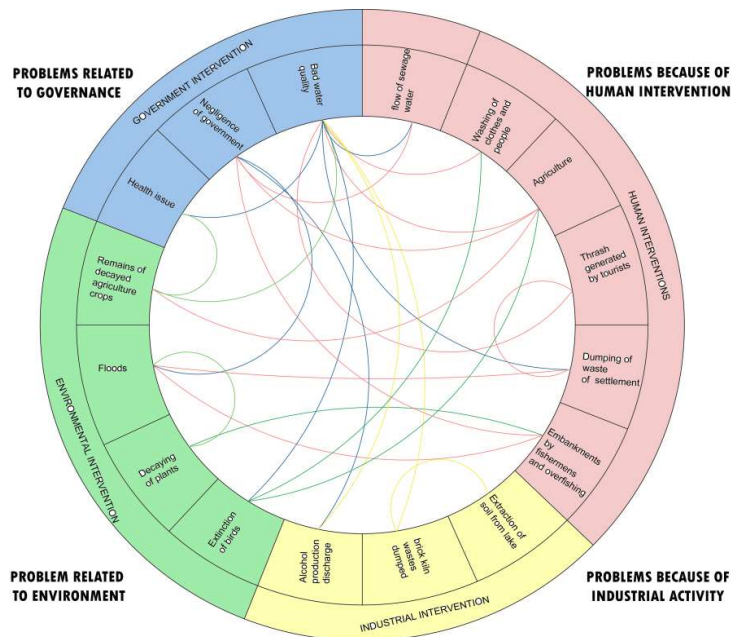 PROBLEMS RELATED
TO GOVERNANCE
PROBLEMS BECAUSE OF
HUMAN INTERVENTION
GOVERNMENT INTERVENTION
Health issue
Negligence
of government
Bad water
quality
flow of sewage
water
Washing of
clothes and
people
Agriculture
Thrash
generated
by tourists
Dumping of
waste
of settlement
Embankments
by
fishermens
and overfishing
HUMAN INTERVENTIONS
Extraction of
soil from lake
brick kiln
wastes
dumped
Alcohol
production
discharge
INDUSTRIAL INTERVENTION
Extinction
of birds
Decaying
of plants
Floods
Remains of
decayed
agriculture
crops
ENVIRONMENTAL INTERVENTION
PROBLEM RELATED
TO ENVIRONMENT
PROBLEMS BECAUSE OF
INDUSTRIAL ACTIVITY